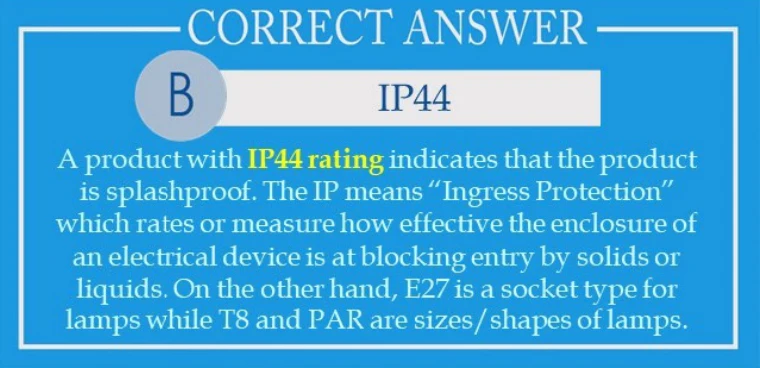 CORRECT ANSWER
B
IP44
A product with IP44 rating indicates that the product
is splashproof. The IP means “Ingress Protection”
which rates or measure how effective the enclosure of
an electrical device is at blocking entry by solids or
liquids. On the other hand, E27 is a socket type for
lamps while T8 and PAR are sizes/shapes of lamps.